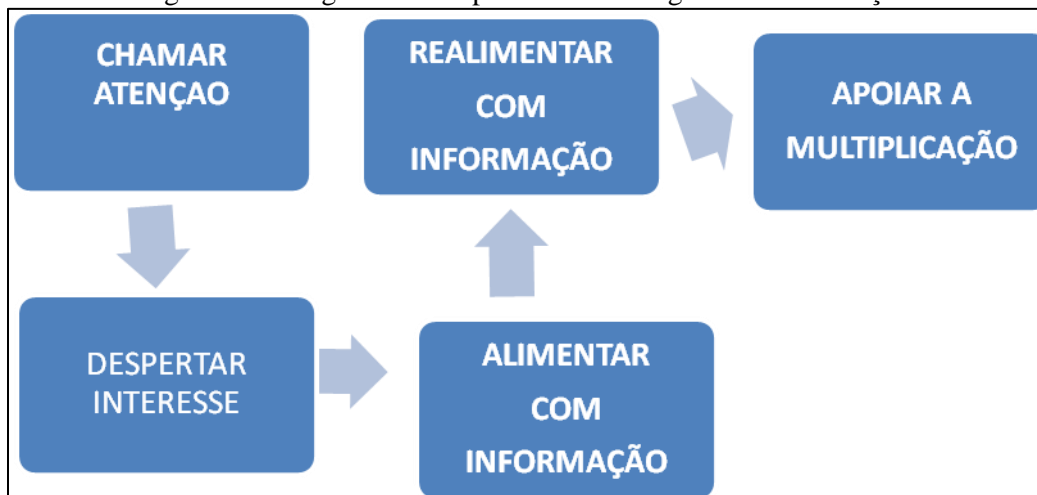 CHAMAR
ATENÇAO
DESPERTAR
INTERESSE
ALIMENTAR
COM
INFORMAÇÃO
REALIMENTAR
COM
INFORMAÇÃO
APOIAR A
MULTIPLICAÇÃO